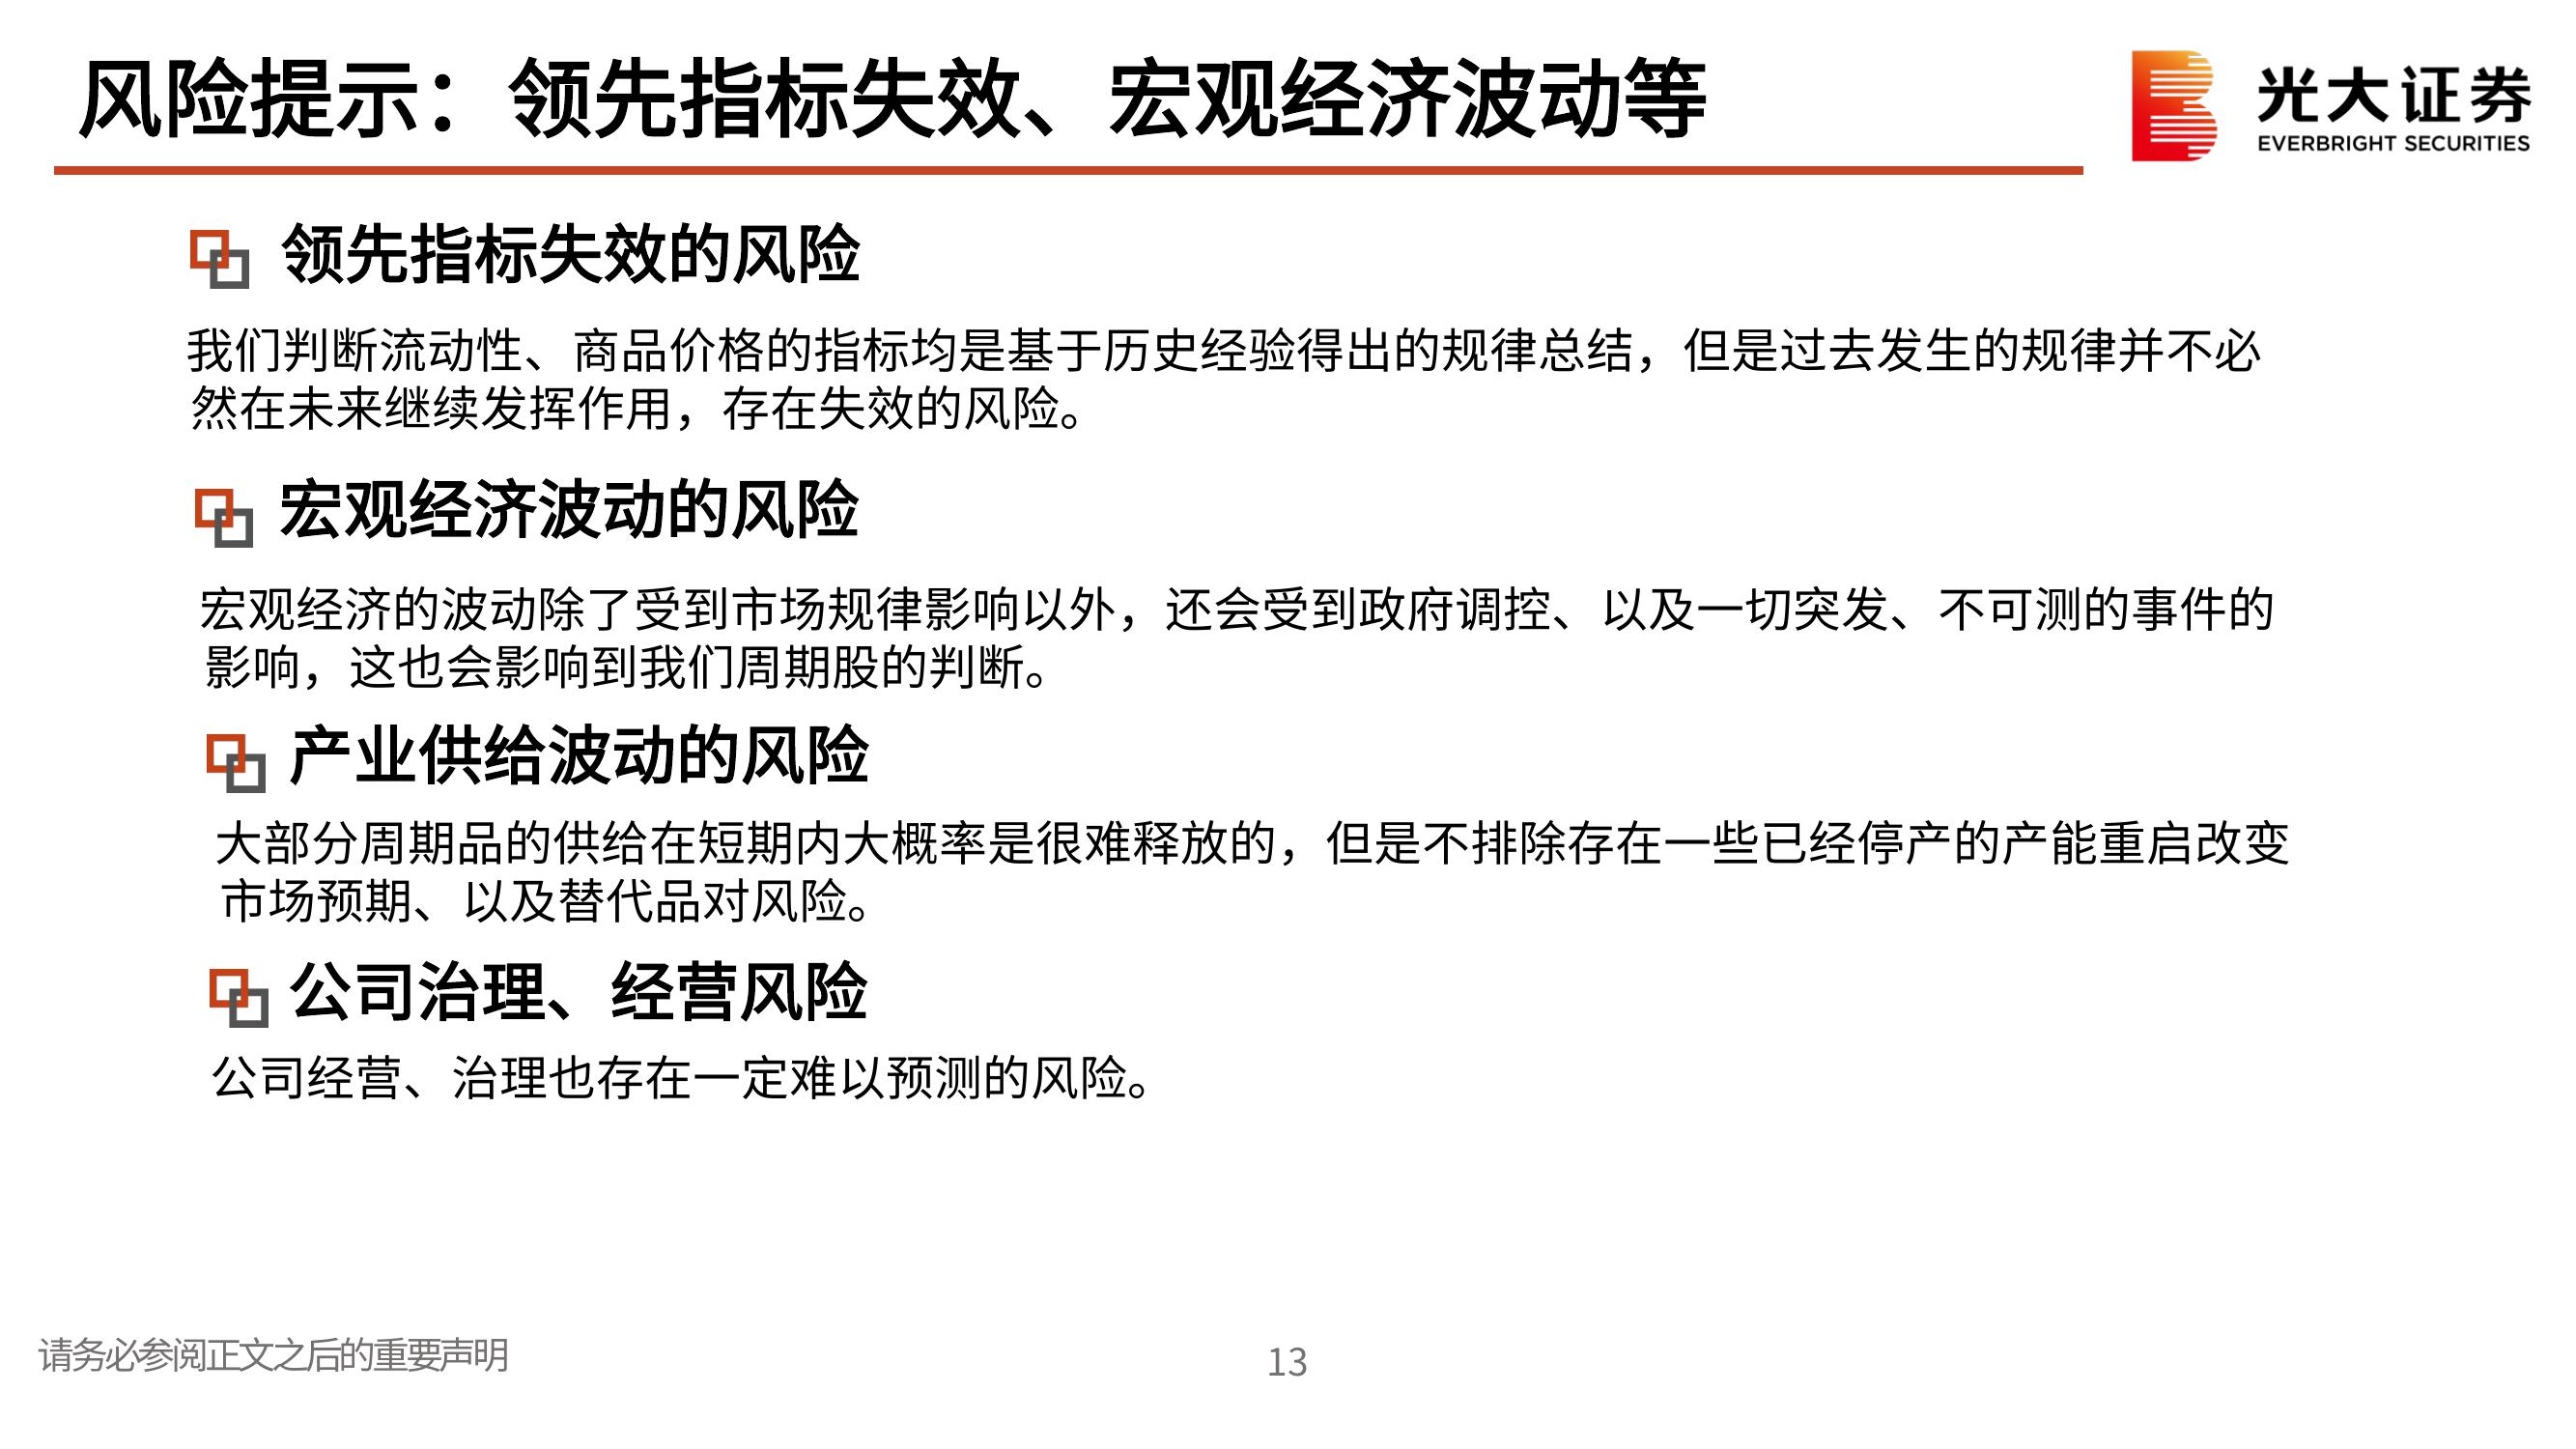 风险提示：领先指标失效、宏观经济波动等
光大证券
EVERBRIGHT SECURITIES
领先指标失效的风险
我们判断流动性、商品价格的指标均是基于历史经验得出的规律总结，但是过去发生的规律并不必
然在未来继续发挥作用，存在失效的风险。
宏观经济波动的风险
宏观经济的波动除了受到市场规律影响以外，还会受到政府调控、以及一切突发、不可测的事件的
影响，这也会影响到我们周期股的判断。
产业供给波动的风险
大部分周期品的供给在短期内大概率是很难释放的，但是不排除存在一些已经停产的产能重启改变
市场预期、以及替代品对风险。
公司治理、经营风险
公司经营、治理也存在一定难以预测的风险。
请务必参阅正文之后的重要声明
13